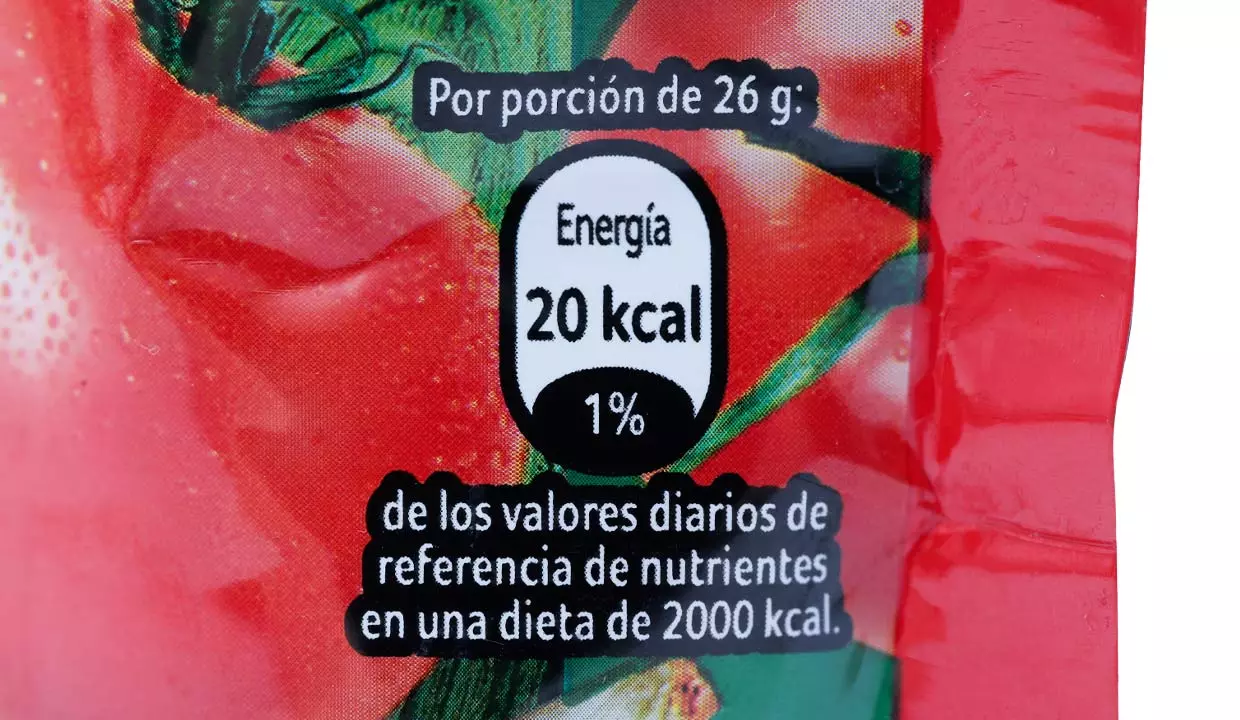 Por porción de 26 g:
Energía
20 kcal
1%
de los valores diarios de
referencia de nutrientes
en una dieta de 2000 kcal.